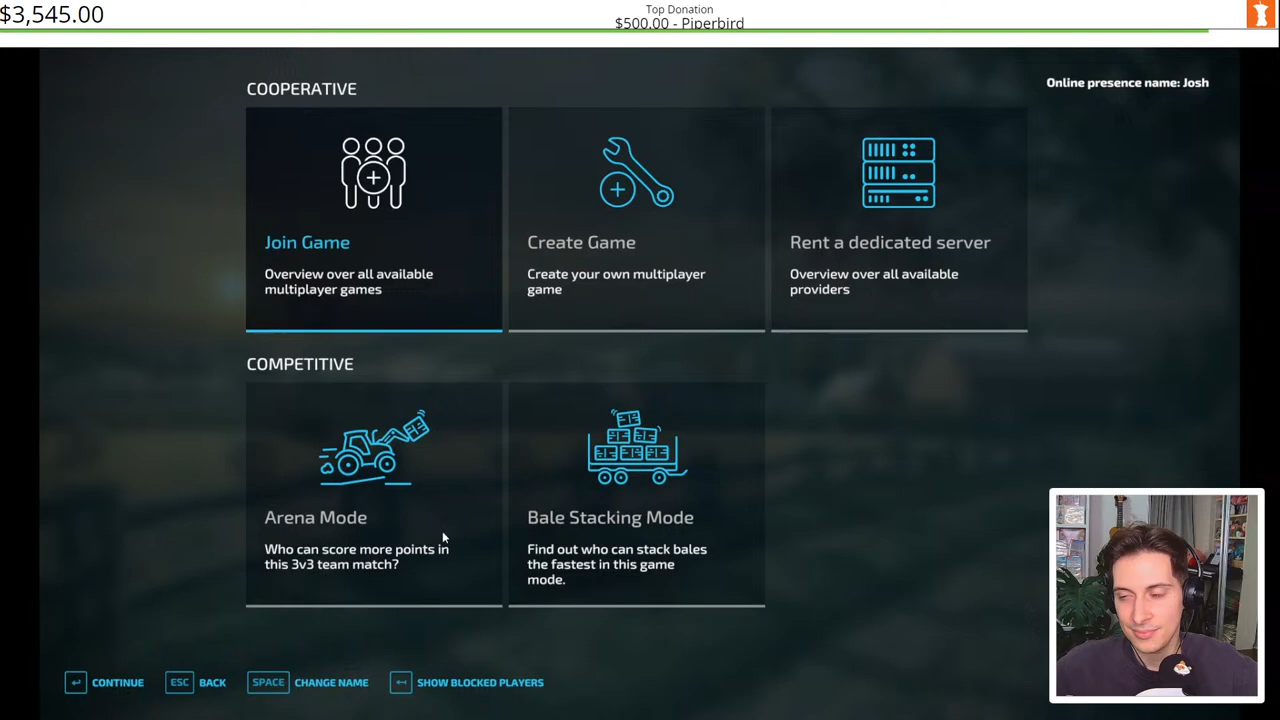 $3,545.00
Top Donation
$500.00 - Piperbird
Online presence name: Josh
COOPERATIVE
Join Game
Overview over all available
multiplayer games
Create Game
Create your own multiplayer
game
Rent a dedicated server
Overview over all available
providers
COMPETITIVE
Arena Mode
Who can score more points in
this 3v3 team match?
Bale Stacking Mode
Find out who can stack bales
the fastest in this game
mode.
CONTINUE
ESC BACK
SPACE CHANGE NAME
SHOW BLOCKED PLAYERS